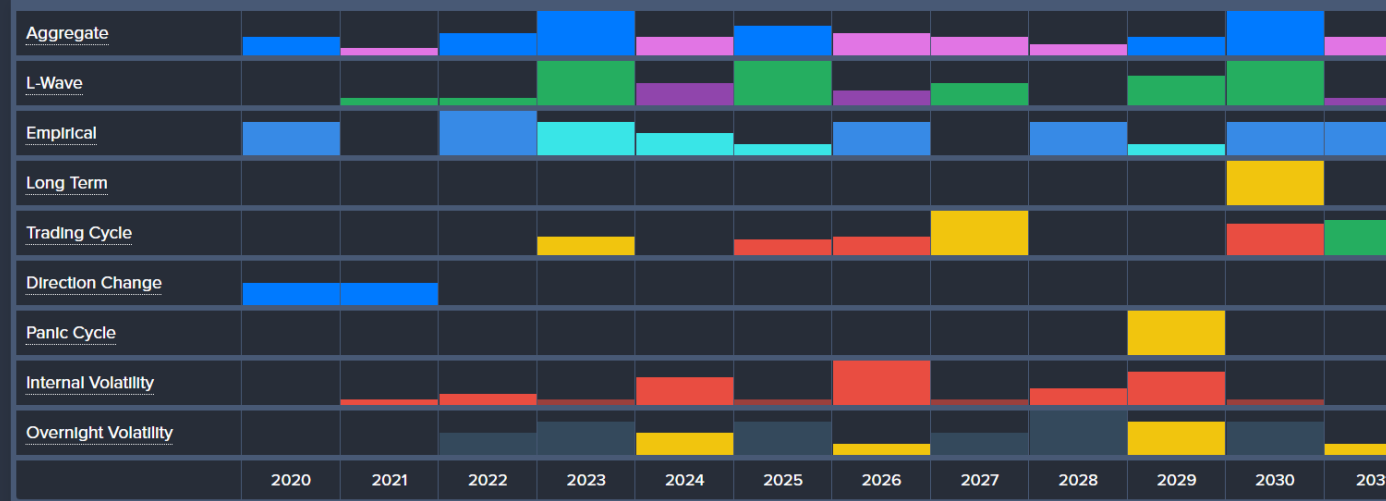 Aggregate
L-Wave
Empirical
Long Term
Trading Cycle
Direction Change
Panic Cycle
Internal Volatility
Overnight Volatility
2020 2021 2022 2023 2024 2025 2026 2027 2028 2029 2030 203